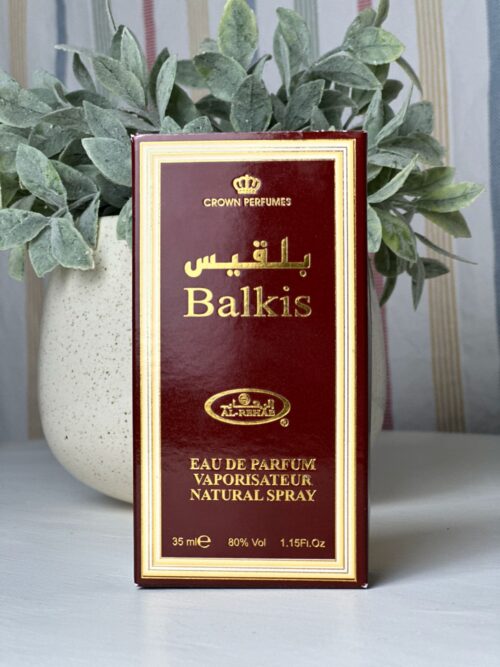 CROWN PERFUMES
بلقيس
Balkis
الرحاب
AL-REHAB
EAU DE PARFUM
VAPORISATEUR
NATURAL SPRAY
35 ml℮ 80% Vol 1.15Fl.Oz